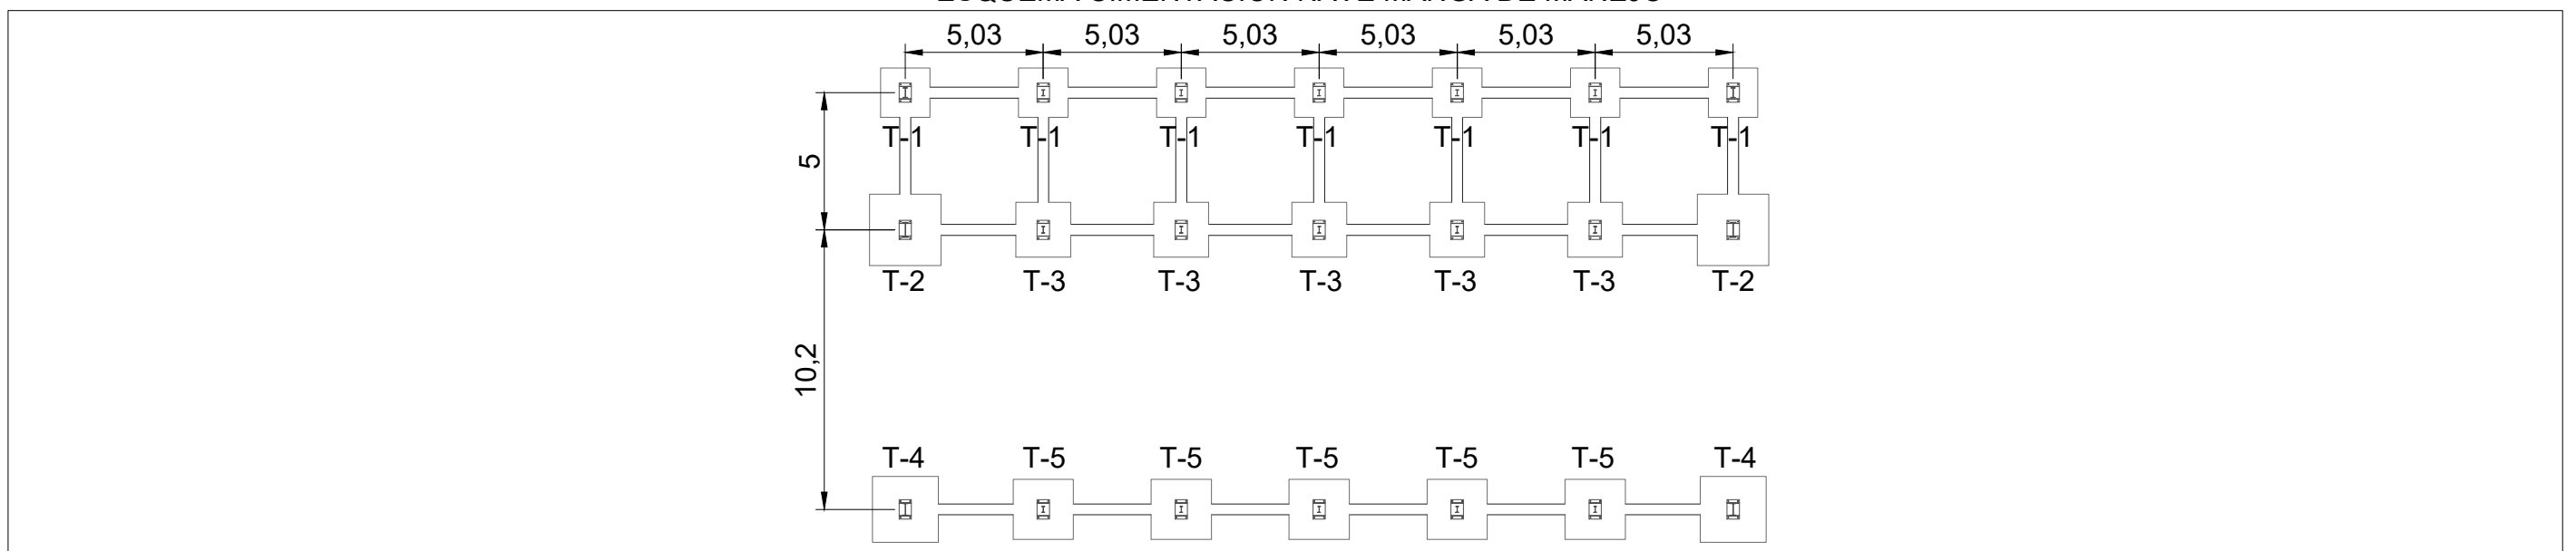 5,03 5,03 5,03 5,03 5,03 5,03
T-1 T-1 T-1 T-1 T-1 T-1 T-1
5
T-2 T-3 T-3 T-3 T-3 T-3 T-2
10,2
T-4 T-5 T-5 T-5 T-5 T-5 T-4